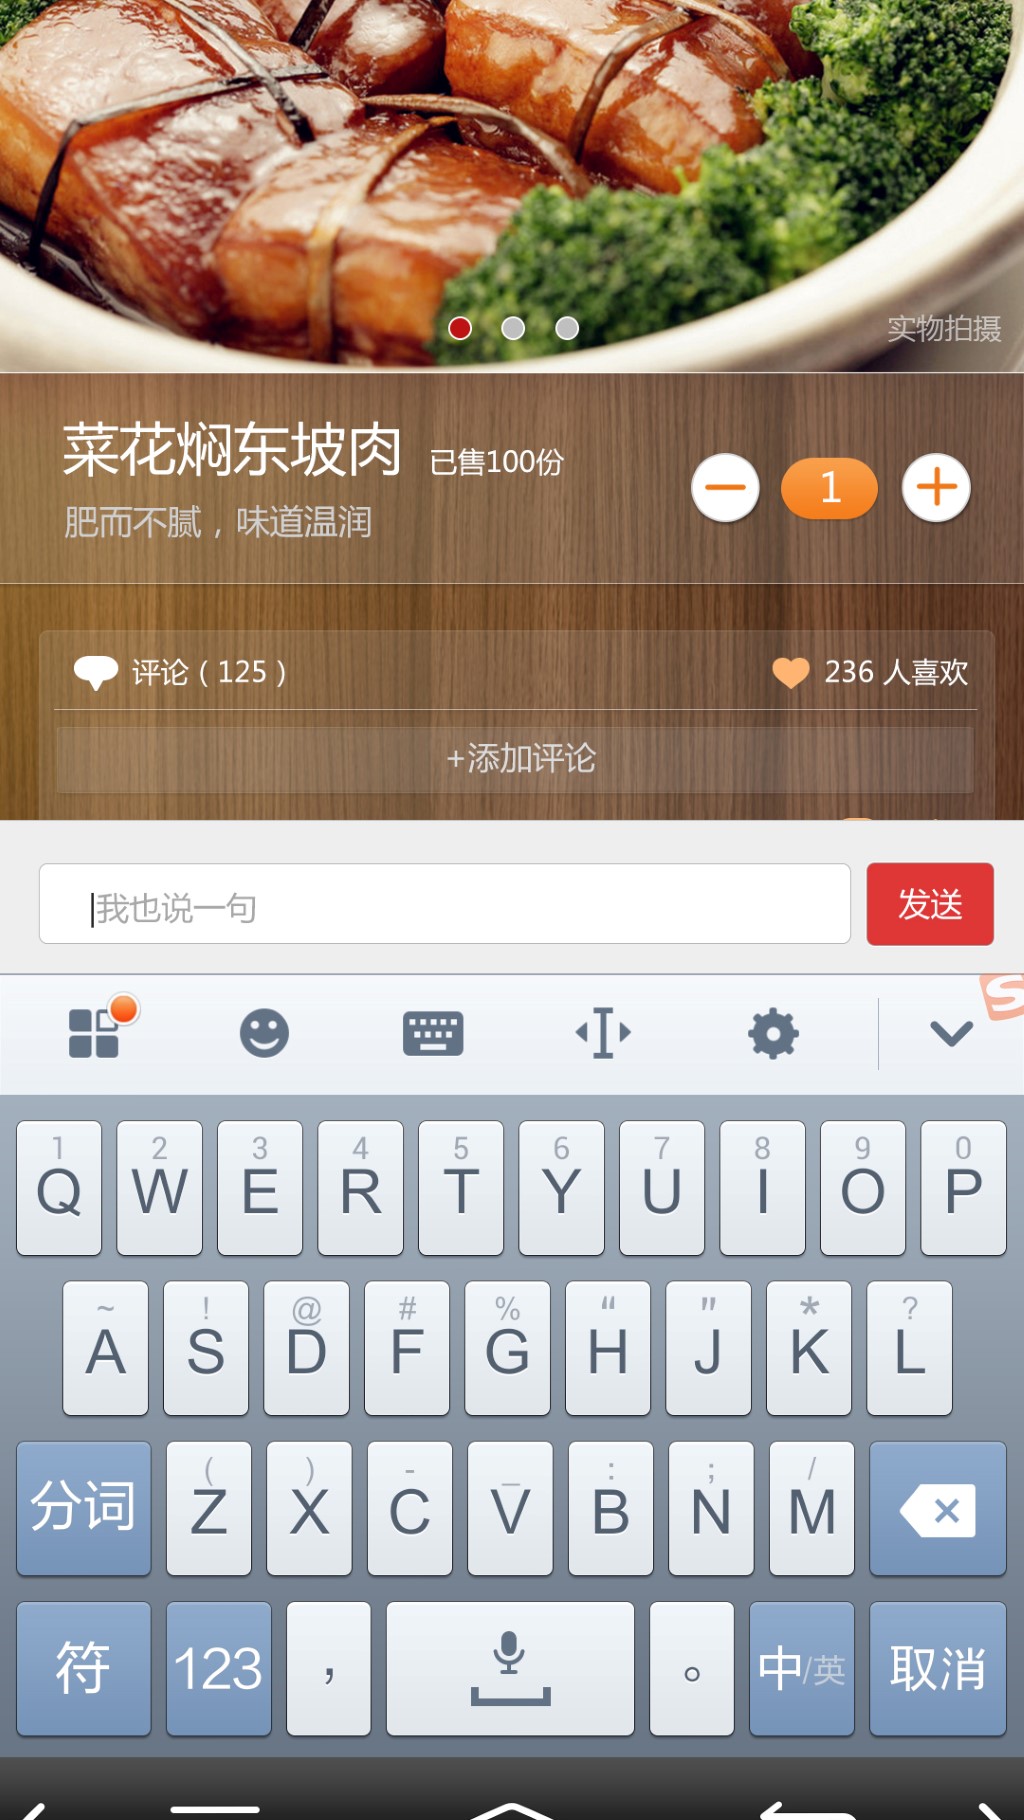 实物拍摄
菜花焖东坡肉 已售100份
1
肥而不腻，味道温润
评论（125） 236 人喜欢
+添加评论
我也说一句 发送
S
1 2 3 4 5 6 7 8 9 0
Q W E R T Y U I O P
~ ! @ # % “ " * ?
A S D F G H J K L
( ) - _ : ; /
分词 Z X C V B N M
符 123 ， 。 中/英 取消